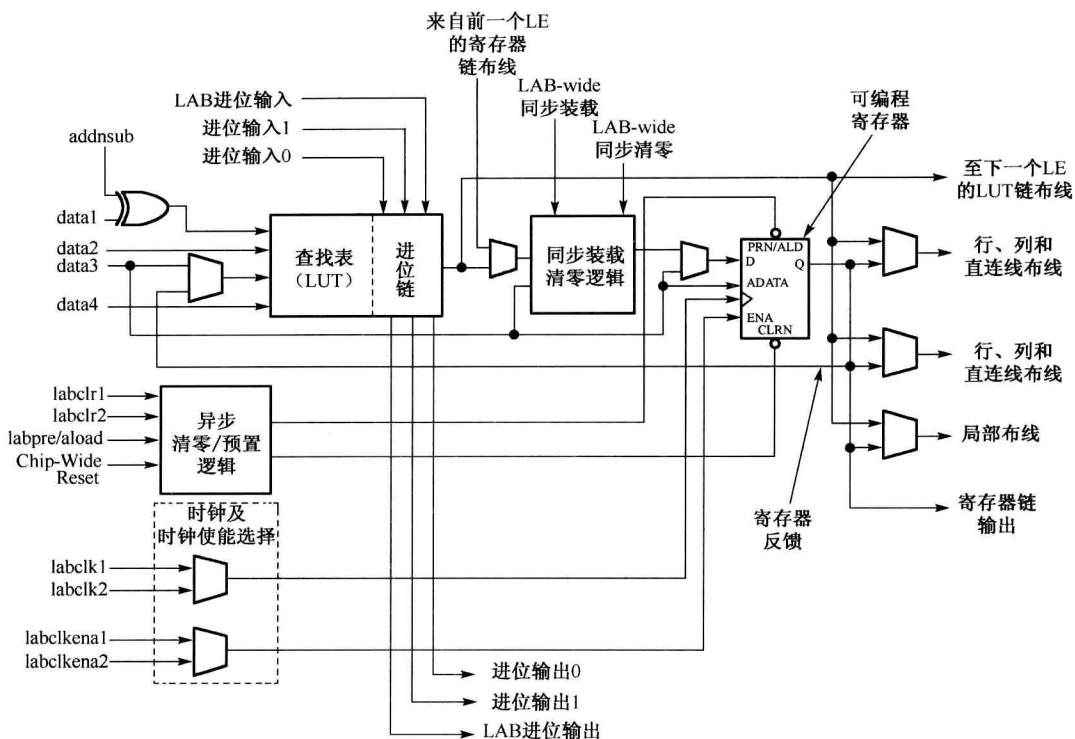 来自前一个LE
的寄存器
链布线
LAB-wide
同步装载
LAB-wide
同步清零
可编程
寄存器
LAB进位输入
进位输入1
进位输入0
addnsub
data1
data2
data3
data4
查找表
（LUT）
进位链
同步装载
清零逻辑
PRN/ALD
D
Q
ADATA
ENA
CLRN
至下一个LE
的LUT链布线
行、列和
直连线布线
行、列和
直连线布线
局部布线
寄存器链
输出
寄存器
反馈
labclr1
labclr2
labpre/aload
Chip-Wide
Reset
异步
清零/预置
逻辑
时钟及
时钟使能选择
labclk1
labclk2
labclkena1
labclkena2
进位输出0
进位输出1
LAB进位输出